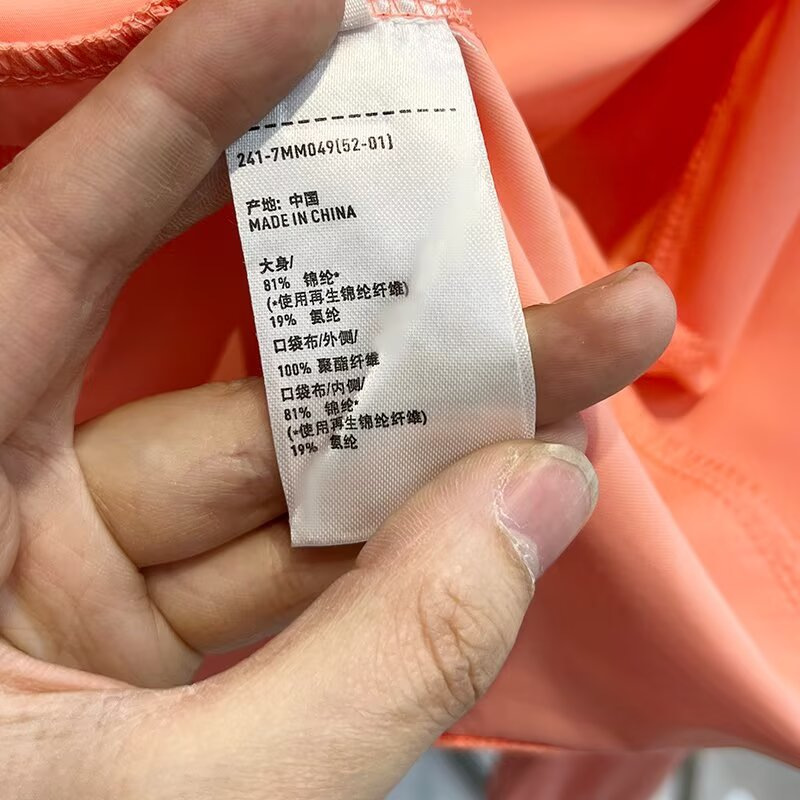 241-7MM049(52-01)
产地: 中国
MADE IN CHINA
大身/
81% 锦纶*
(*使用再生锦纶纤维)
19% 氨纶
口袋布/外侧/
100% 聚酯纤维
口袋布/内侧/
81% 锦纶*
(*使用再生锦纶纤维)
19% 氨纶